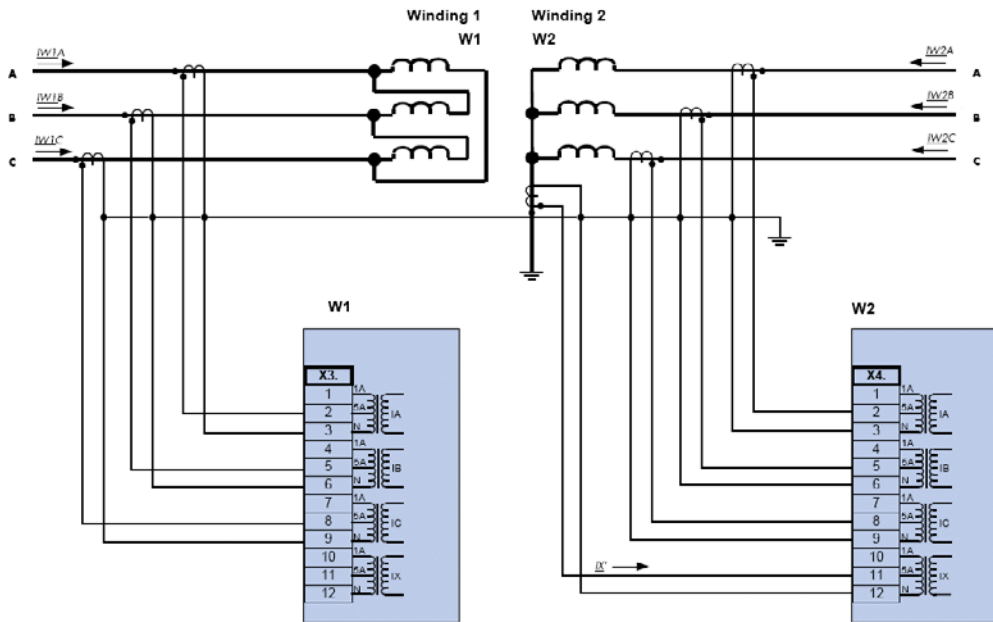 Winding 1 Winding 2
W1 W2
IW1A IW2A
A A
IW1B IW2B
B B
IW1C IW2C
C C
W1 W2
X3. X4.
1 1A 1 1A
2 5A IA 2 5A IA
3 N 3 N
4 1A 4 1A
5 5A IB 5 5A IB
6 N 6 N
7 1A 7 1A
8 5A IC 8 5A IC
9 N 9 N
10 1A 10 1A
IX' 11 5A IX
11 5A IX
12 N 12 N